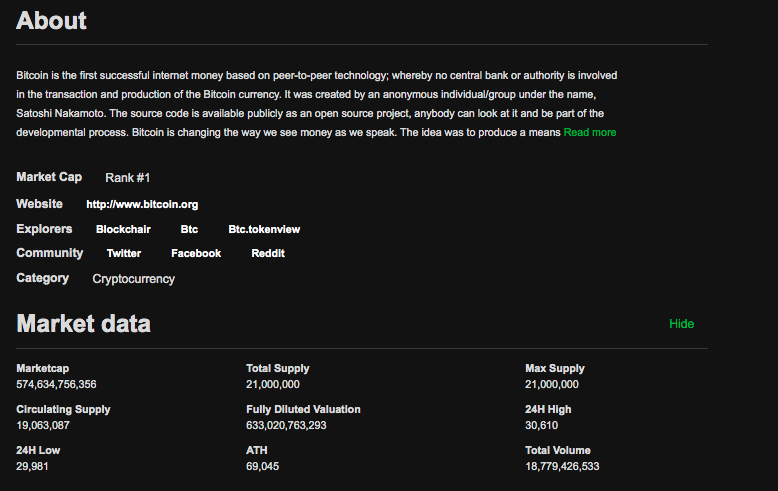 About
Bitcoin is the first successful internet money based on peer-to-peer technology; whereby no central bank or authority is involved
in the transaction and production of the Bitcoin currency. It was created by an anonymous individual/group under the name,
Satoshi Nakamoto. The source code is available publicly as an open source project, anybody can look at it and be part of the
developmental process. Bitcoin is changing the way we see money as we speak. The idea was to produce a means Read more
Market Cap Rank #1
Website http://www.bitcoin.org
Explorers Blockchair Btc Btc.tokenview
Community Twitter Facebook Reddit
Category Cryptocurrency
Market data Hide
Marketcap Total Supply Max Supply
574,634,756,356 21,000,000 21,000,000
Circulating Supply Fully Diluted Valuation 24H High
19,063,087 633,020,763,293 30,610
24H Low ATH Total Volume
29,981 69,045 18,779,426,533